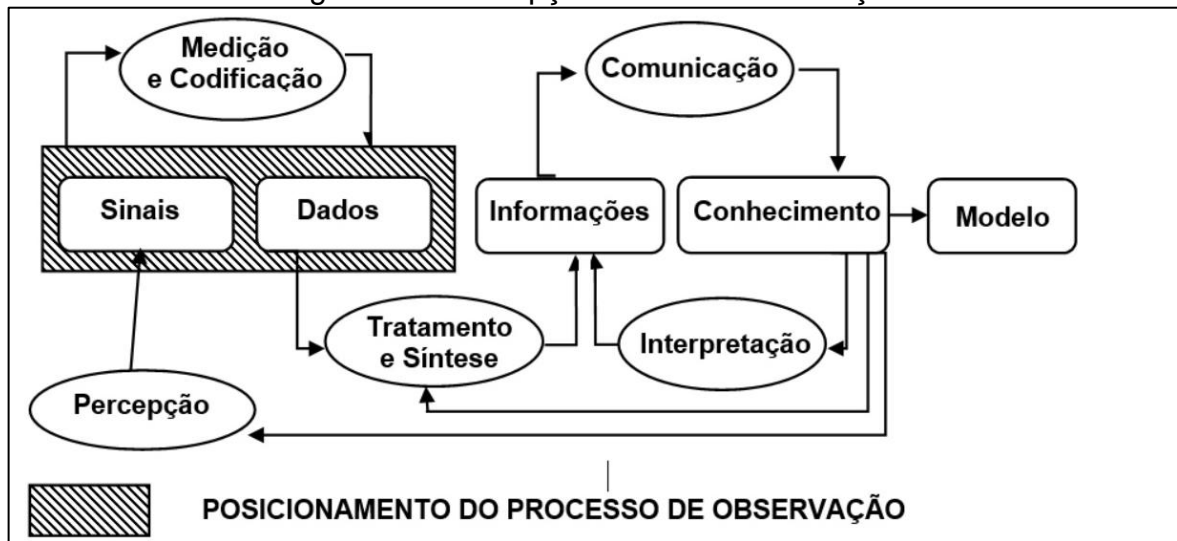 Medição
e Codificação
Comunicação
Sinais
Dados
Informações
Conhecimento
Modelo
Tratamento
e Síntese
Interpretação
Percepção
POSICIONAMENTO DO PROCESSO DE OBSERVAÇÃO